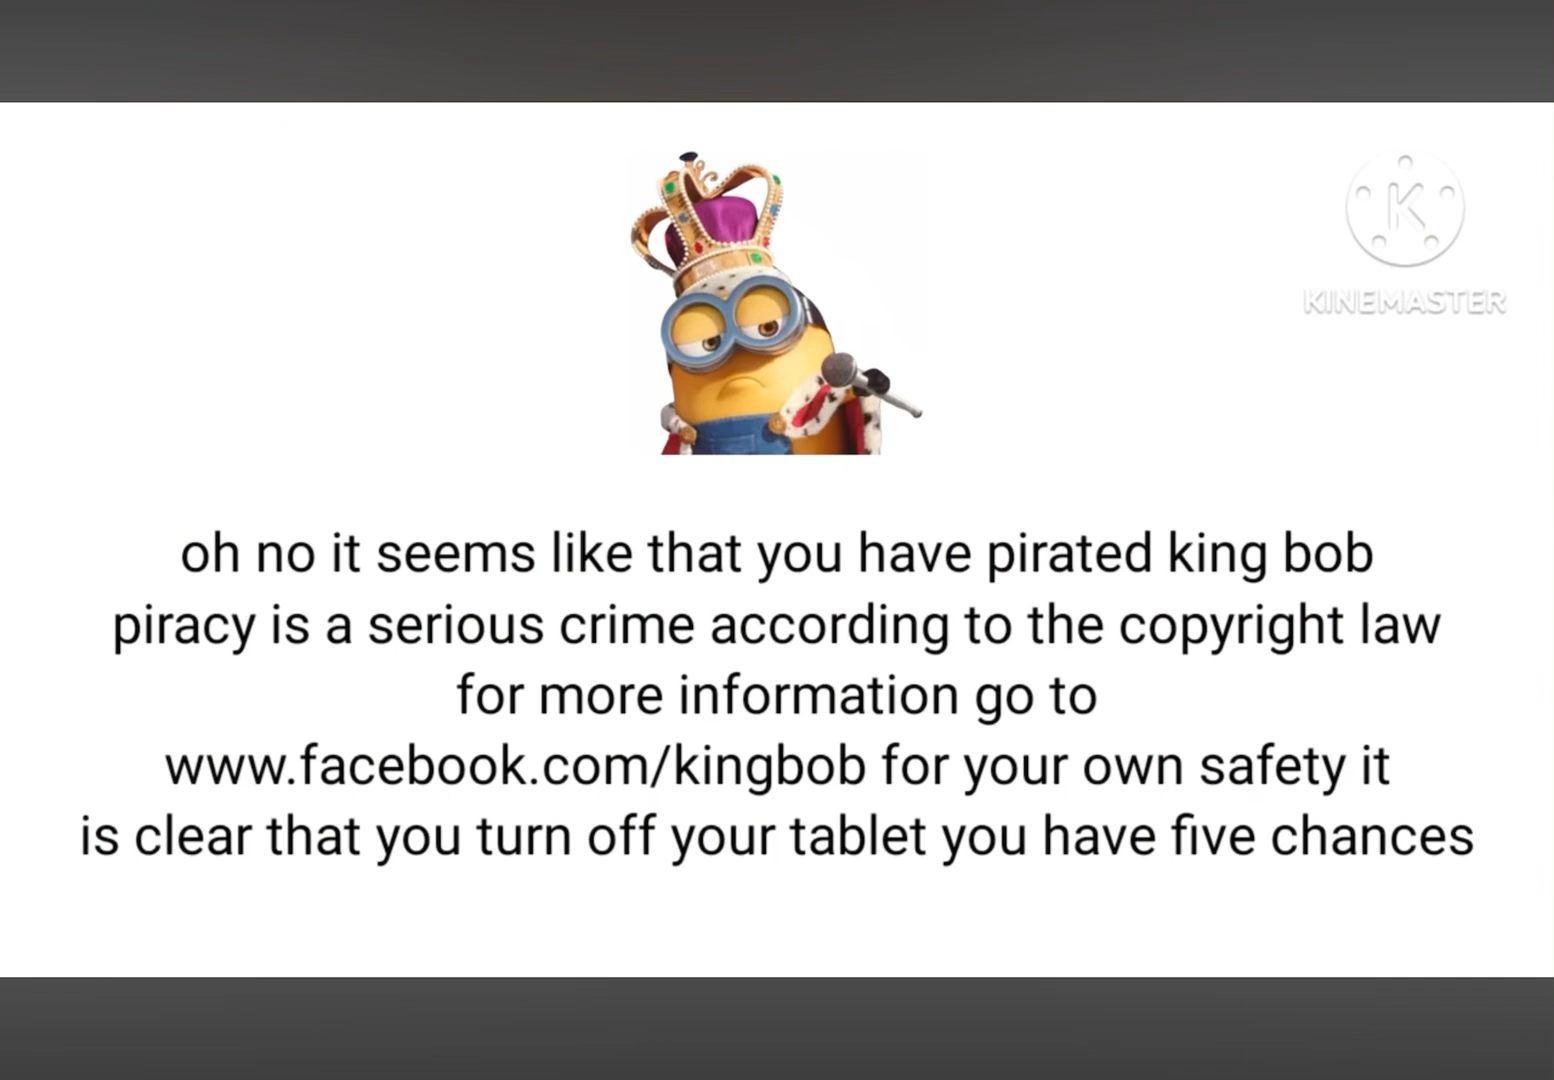 K
KINEMASTER
oh no it seems like that you have pirated king bob
piracy is a serious crime according to the copyright law
for more information go to
www.facebook.com/kingbob for your own safety it
is clear that you turn off your tablet you have five chances